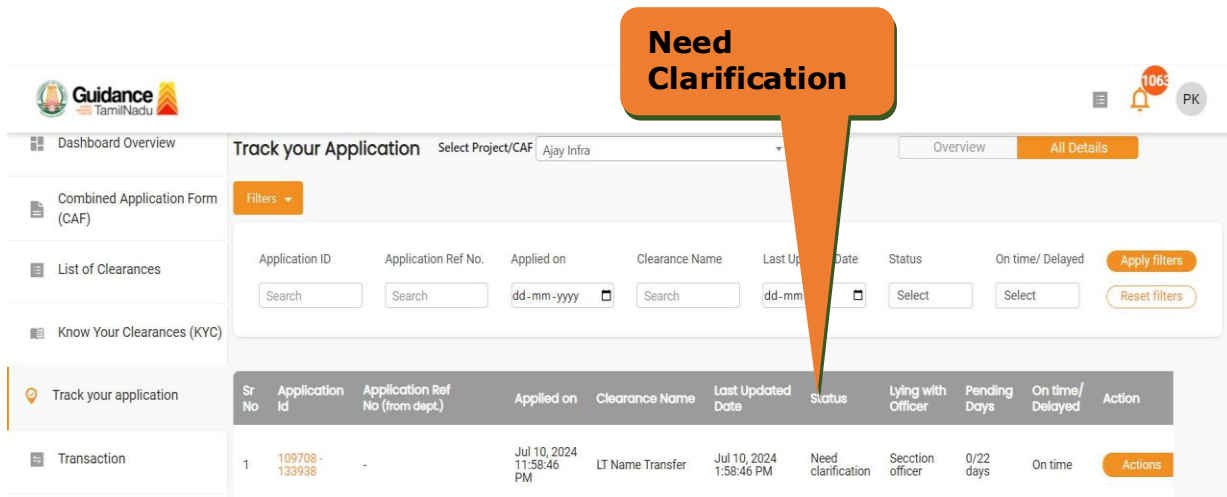 Need
Clarification
Guidance
TamilNadu
1063
PK
Dashboard Overview
Track your Application
Select Project/CAF
Ajay Infra
Overview
All Details
Combined Application Form
(CAF)
Filters
List of Clearances
Application ID
Application Ref No.
Applied on
Clearance Name
Last Up
Date
Status
On time/ Delayed
Apply filters
Search
Search
dd-mm-yyyy
Search
dd-mm
Select
Select
Reset filters
Know Your Clearances (KYC)
Track your application
Sr
No
Application
Id
Application Ref
No (from dept.)
Applied on
Clearance Name
Last Updated
Date
Status
Lying with
Officer
Pending
Days
On time/
Delayed
Action
Transaction
1
109708 -
133938
-
Jul 10, 2024
11:58:46
PM
LT Name Transfer
Jul 10, 2024
1:58:46 PM
Need
clarification
Secction
officer
0/22
days
On time
Actions